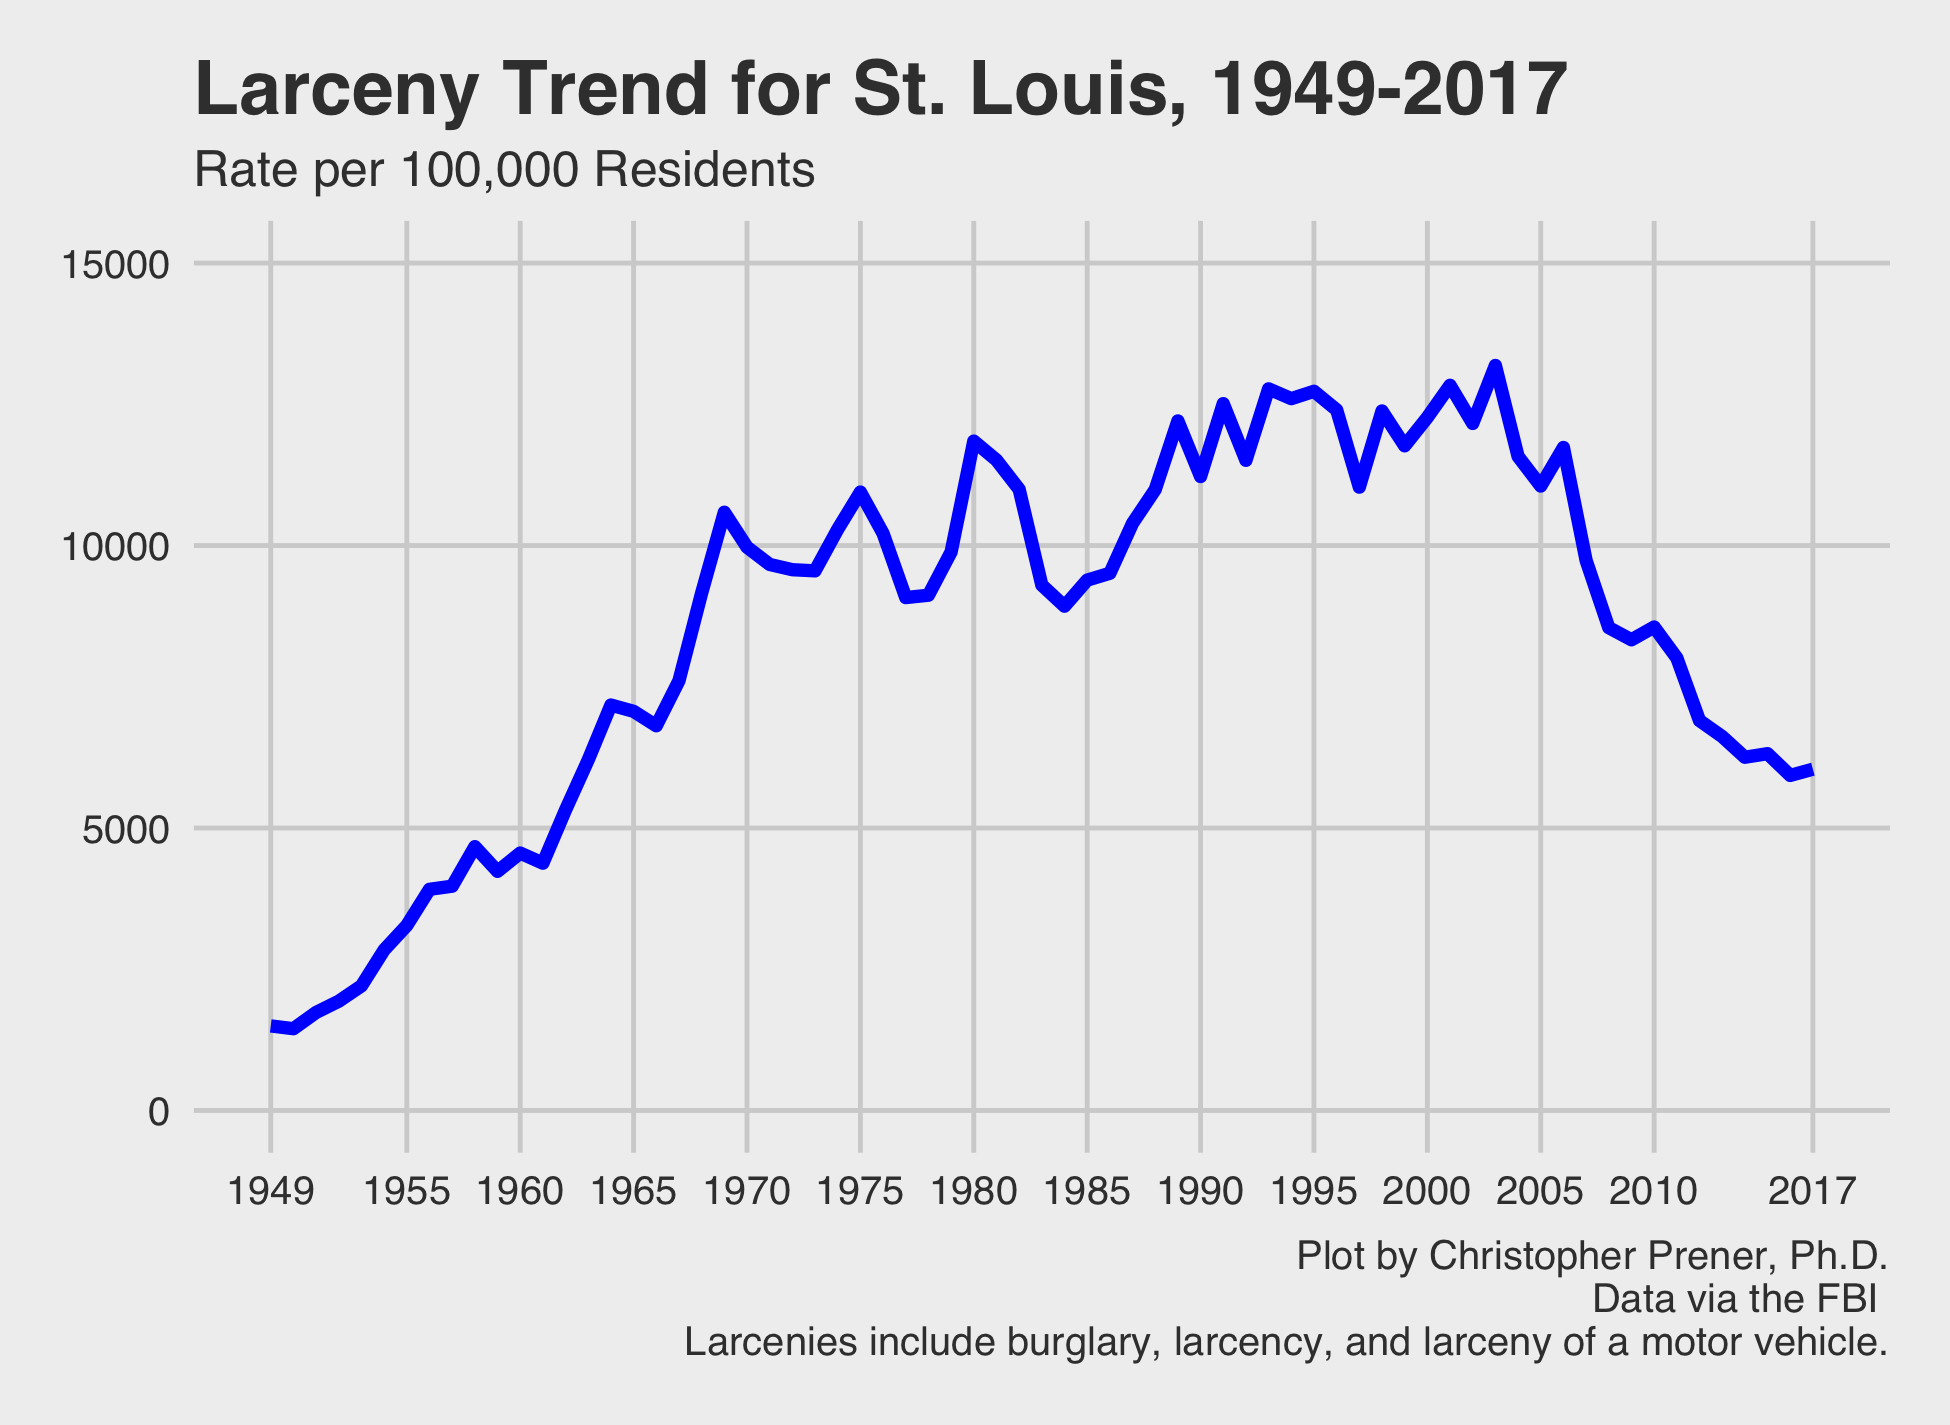 Larceny Trend for St. Louis, 1949-2017
Rate per 100,000 Residents
15000
10000
5000
0
1949 1955 1960 1965 1970 1975 1980 1985 1990 1995 2000 2005 2010 2017
Plot by Christopher Prener, Ph.D.
Data via the FBI
Larcenies include burglary, larcency, and larceny of a motor vehicle.